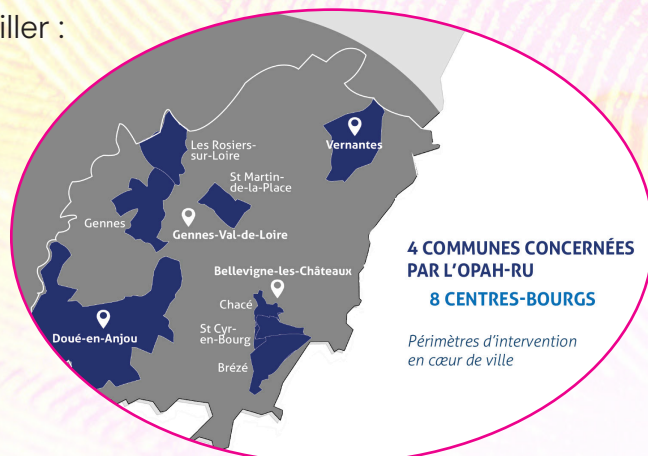 iller :
Les Rosiers-
sur-Loire
Vernantes
St Martin-
de-la-Place
Gennes
Gennes-Val-de-Loire
Bellevigne-les-Châteaux
Chacé
St Cyr-
en-Bourg
Doué-en-Anjou
Brézé
4 COMMUNES CONCERNÉES
PAR L'OPAH-RU
8 CENTRES-BOURGS
Périmètres d'intervention
en cœur de ville